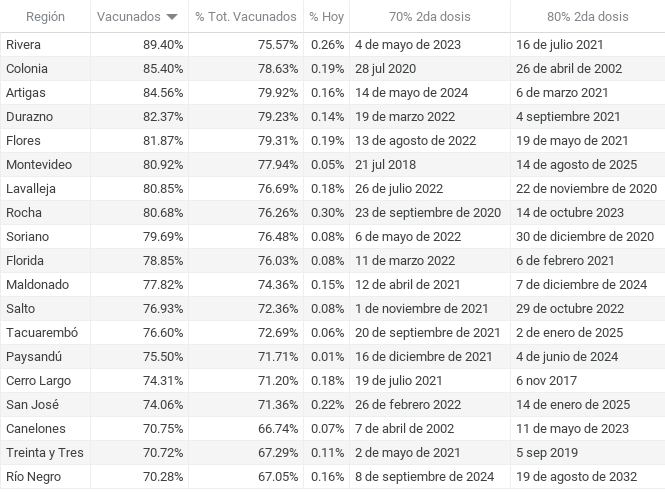 Región Vacunados % Tot. Vacunados % Hoy 70% 2da dosis 80% 2da dosis
Rivera 89.40% 75.57% 0.26% 4 de mayo de 2023 16 de julio 2021
Colonia 85.40% 78.63% 0.19% 28 jul 2020 26 de abril de 2002
Artigas 84.56% 79.92% 0.16% 14 de mayo de 2024 6 de marzo 2021
Durazno 82.37% 79.23% 0.14% 19 de marzo 2022 4 septiembre 2021
Flores 81.87% 79.31% 0.19% 13 de agosto de 2022 19 de mayo de 2021
Montevideo 80.92% 77.94% 0.05% 21 jul 2018 14 de agosto de 2025
Lavalleja 80.85% 76.69% 0.18% 26 de julio 2022 22 de noviembre de 2020
Rocha 80.68% 76.26% 0.30% 23 de septiembre de 2020 14 de octubre 2023
Soriano 79.69% 76.48% 0.08% 6 de mayo de 2022 30 de diciembre de 2020
Florida 78.85% 76.03% 0.08% 11 de marzo 2022 6 de febrero 2021
Maldonado 77.82% 74.36% 0.15% 12 de abril de 2021 7 de diciembre de 2024
Salto 76.93% 72.36% 0.08% 1 de noviembre de 2021 29 de octubre de 2022
Tacuarembó 76.60% 72.69% 0.06% 20 de septiembre de 2021 2 de enero de 2025
Paysandú 75.50% 71.71% 0.01% 16 de diciembre de 2021 4 de junio de 2024
Cerro Largo 74.31% 71.20% 0.18% 19 de julio 2021 6 nov 2017
San José 74.06% 71.36% 0.22% 26 de febrero 2022 14 de enero de 2025
Canelones 70.75% 66.74% 0.07% 7 de abril de 2002 11 de mayo de 2023
Treinta y Tres 70.72% 67.29% 0.11% 2 de mayo de 2021 5 sep 2019
Río Negro 70.28% 67.05% 0.16% 8 de septiembre de 2024 19 de agosto de 2032